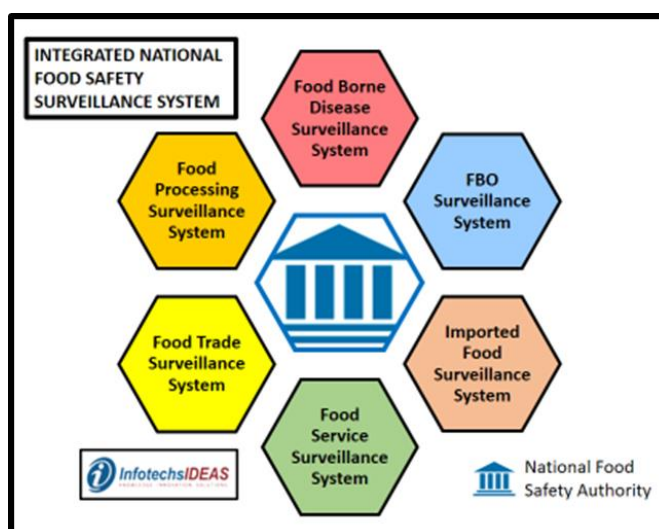 INTEGRATED NATIONAL
FOOD SAFETY
SURVEILLANCE SYSTEM
Food Borne
Disease
Surveillance
System
Food
Processing
Surveillance
System
FBO
Surveillance
System
Food Trade
Surveillance
System
Imported
Food
Surveillance
System
Food
Service
Surveillance
System
i InfotechsIDEAS
National Food
Safety Authority